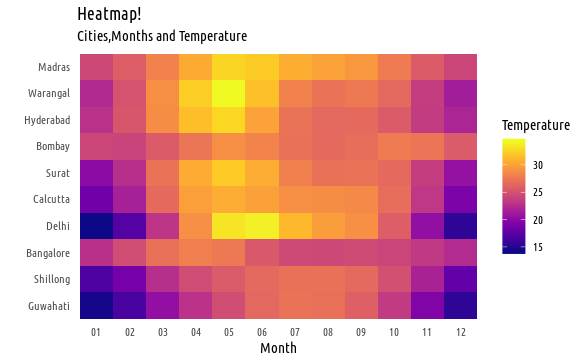 Heatmap!
Cities,Months and Temperature
Madras
Warangal
Hyderabad
Bombay
Surat
Calcutta
Delhi
Bangalore
Shillong
Guwahati
01 02 03 04 05 06 07 08 09 10 11 12
Month
Temperature
30
25
20
15